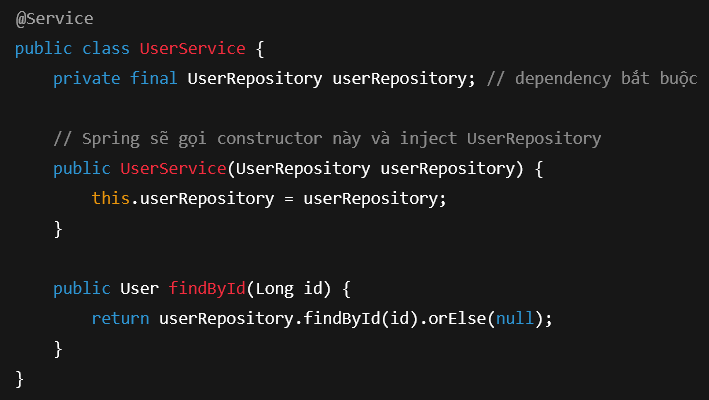 @Service
public class UserService {
    private final UserRepository userRepository; // dependency bắt buộc
    // Spring sẽ gọi constructor này và inject UserRepository
    public UserService(UserRepository userRepository) {
        this.userRepository = userRepository;
    }
    public User findById(Long id) {
        return userRepository.findById(id).orElse(null);
    }
}